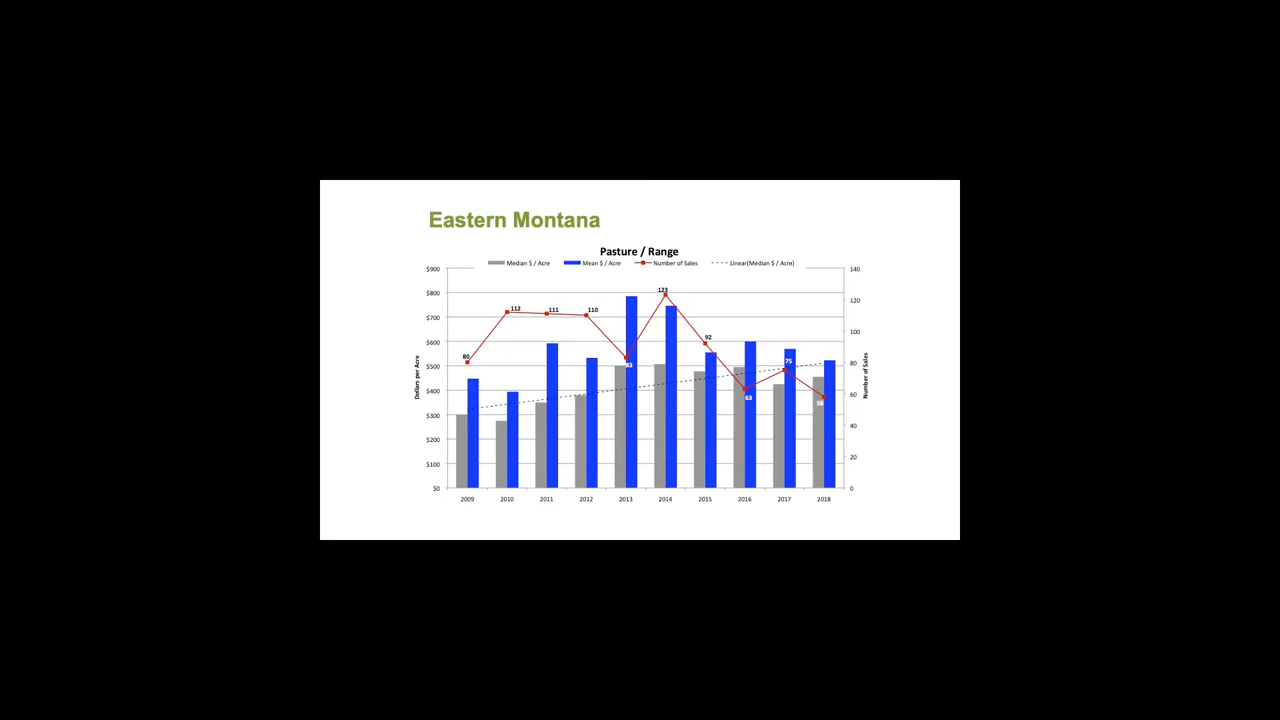 Eastern Montana
Pasture / Range
Median $ / Acre Mean $ / Acre Number of Sales Linear(Median $ / Acre)
$900 140
$800 123 120
$700 112 111 110
$600 92 100
$500 80 83 75 80
$400 63 58 60
$300 40
$200
$100 20
$0 0
Dollars per Acre
Number of Sales
2009 2010 2011 2012 2013 2014 2015 2016 2017 2018